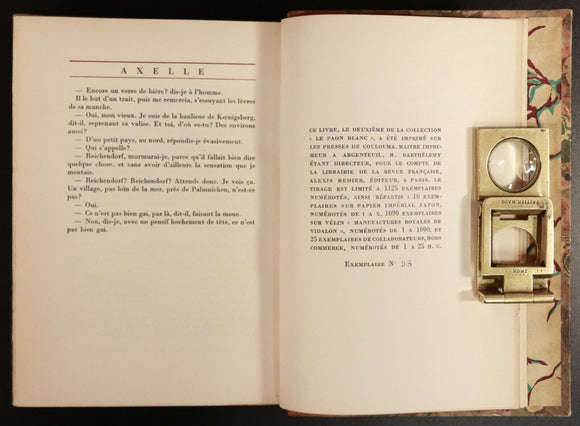 AXELLE
— Encore un verre de bière? dis-je à l'homme.
Il le but d'un trait, puis me remercia, s'essuyant les lèvres
de sa manche.
— Oui, mon vieux. Je suis de la banlieue de Kœnigsberg,
dit-il, reprenant sa valise. Et toi, d'où es-tu? Des environs
aussi?
— D'un petit pays, au nord, répondis-je évasivement.
— Qui s'appelle?
— Reichendorf, murmurai-je, parce qu'il fallait bien dire
quelque chose, et sans avoir d'ailleurs la sensation que je
mentais.
— Reichendorf? Reichendorf? Attends donc. Je vois ça.
Un village, pas loin de la mer, près de Palmnicken, n'est-ce
pas?
— Oui.
— Ce n'est pas bien gai, par là, dit-il, faisant la moue.
— Non, dis-je, avec un pensif hochement de tête, ce n'est
pas bien gai.
CE LIVRE, LE DEUXIÈME DE LA COLLECTION
« LE PAON BLANC », A ÉTÉ IMPRIMÉ SUR
LES PRESSES DE COULOUMA, MAITRE IMPRI-
MEUR A ARGENTEUIL, H. BARTHÉLEMY
ÉTANT DIRECTEUR, POUR LE COMPTE DE
LA LIBRAIRIE DE LA REVUE FRANÇAISE,
ALEXIS REDIER, ÉDITEUR, A PARIS. LE
TIRAGE EST LIMITÉ A 1125 EXEMPLAIRES
NUMÉROTÉS, AINSI RÉPARTIS : 10 EXEM-
PLAIRES SUR PAPIER IMPÉRIAL JAPON,
NUMÉROTÉS DE I A X, 1090 EXEMPLAIRES
SUR VÉLIN « MANUFACTURES ROYALES DE
VIDALON », NUMÉROTÉS DE 1 A 1090, ET
25 EXEMPLAIRES DE COLLABORATEURS, HORS
COMMERCE, NUMÉROTÉS DE 1 A 25 H. C.
EXEMPLAIRE N° 98